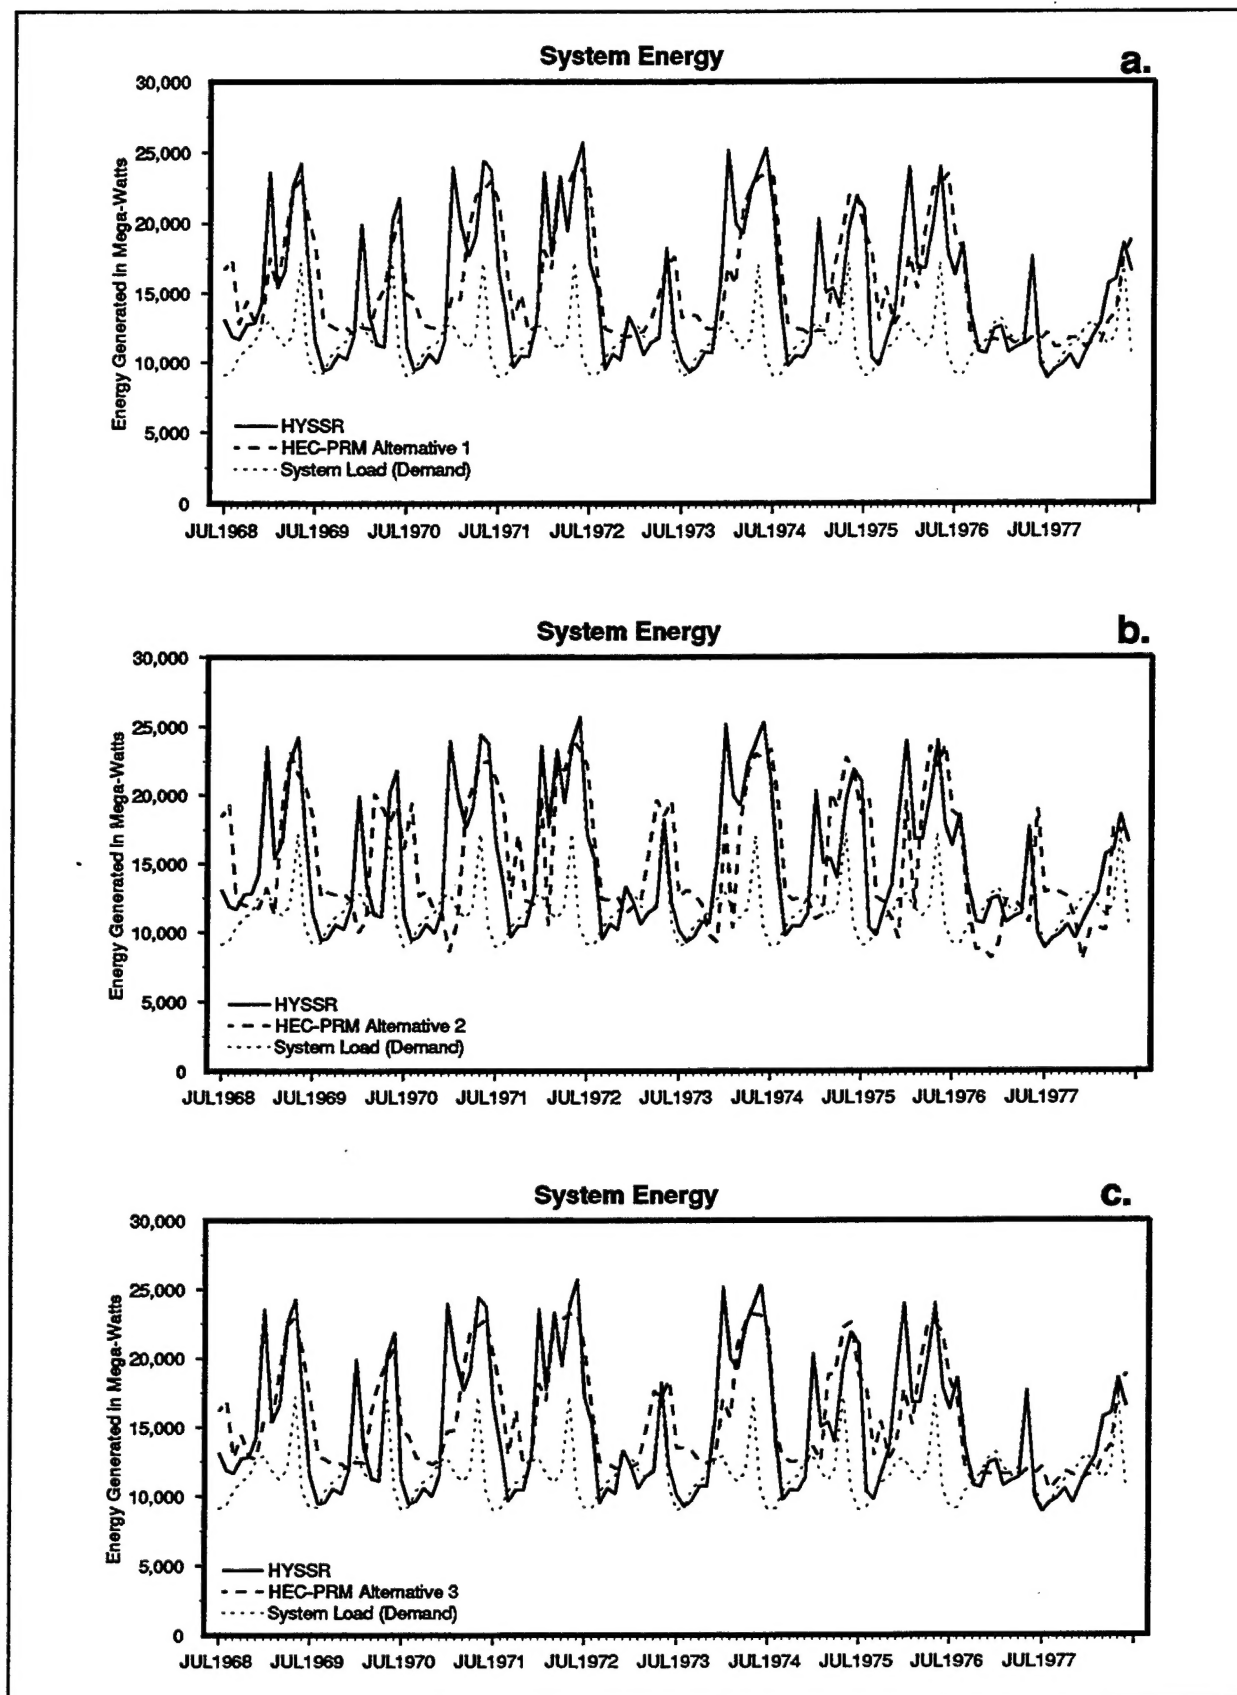 System Energy
a.
30,000
25,000
20,000
15,000
10,000
5,000
0
Energy Generated in Mega-Watts
HYSSR
HEC-PRM Alternative 1
System Load (Demand)
JUL1968 JUL1969 JUL1970 JUL1971 JUL1972 JUL1973 JUL1974 JUL1975 JUL1976 JUL1977
System Energy
b.
30,000
25,000
20,000
15,000
10,000
5,000
0
Energy Generated in Mega-Watts
HYSSR
HEC-PRM Alternative 2
System Load (Demand)
JUL1968 JUL1969 JUL1970 JUL1971 JUL1972 JUL1973 JUL1974 JUL1975 JUL1976 JUL1977
System Energy
c.
30,000
25,000
20,000
15,000
10,000
5,000
0
Energy Generated in Mega-Watts
HYSSR
HEC-PRM Alternative 3
System Load (Demand)
JUL1968 JUL1969 JUL1970 JUL1971 JUL1972 JUL1973 JUL1974 JUL1975 JUL1976 JUL1977